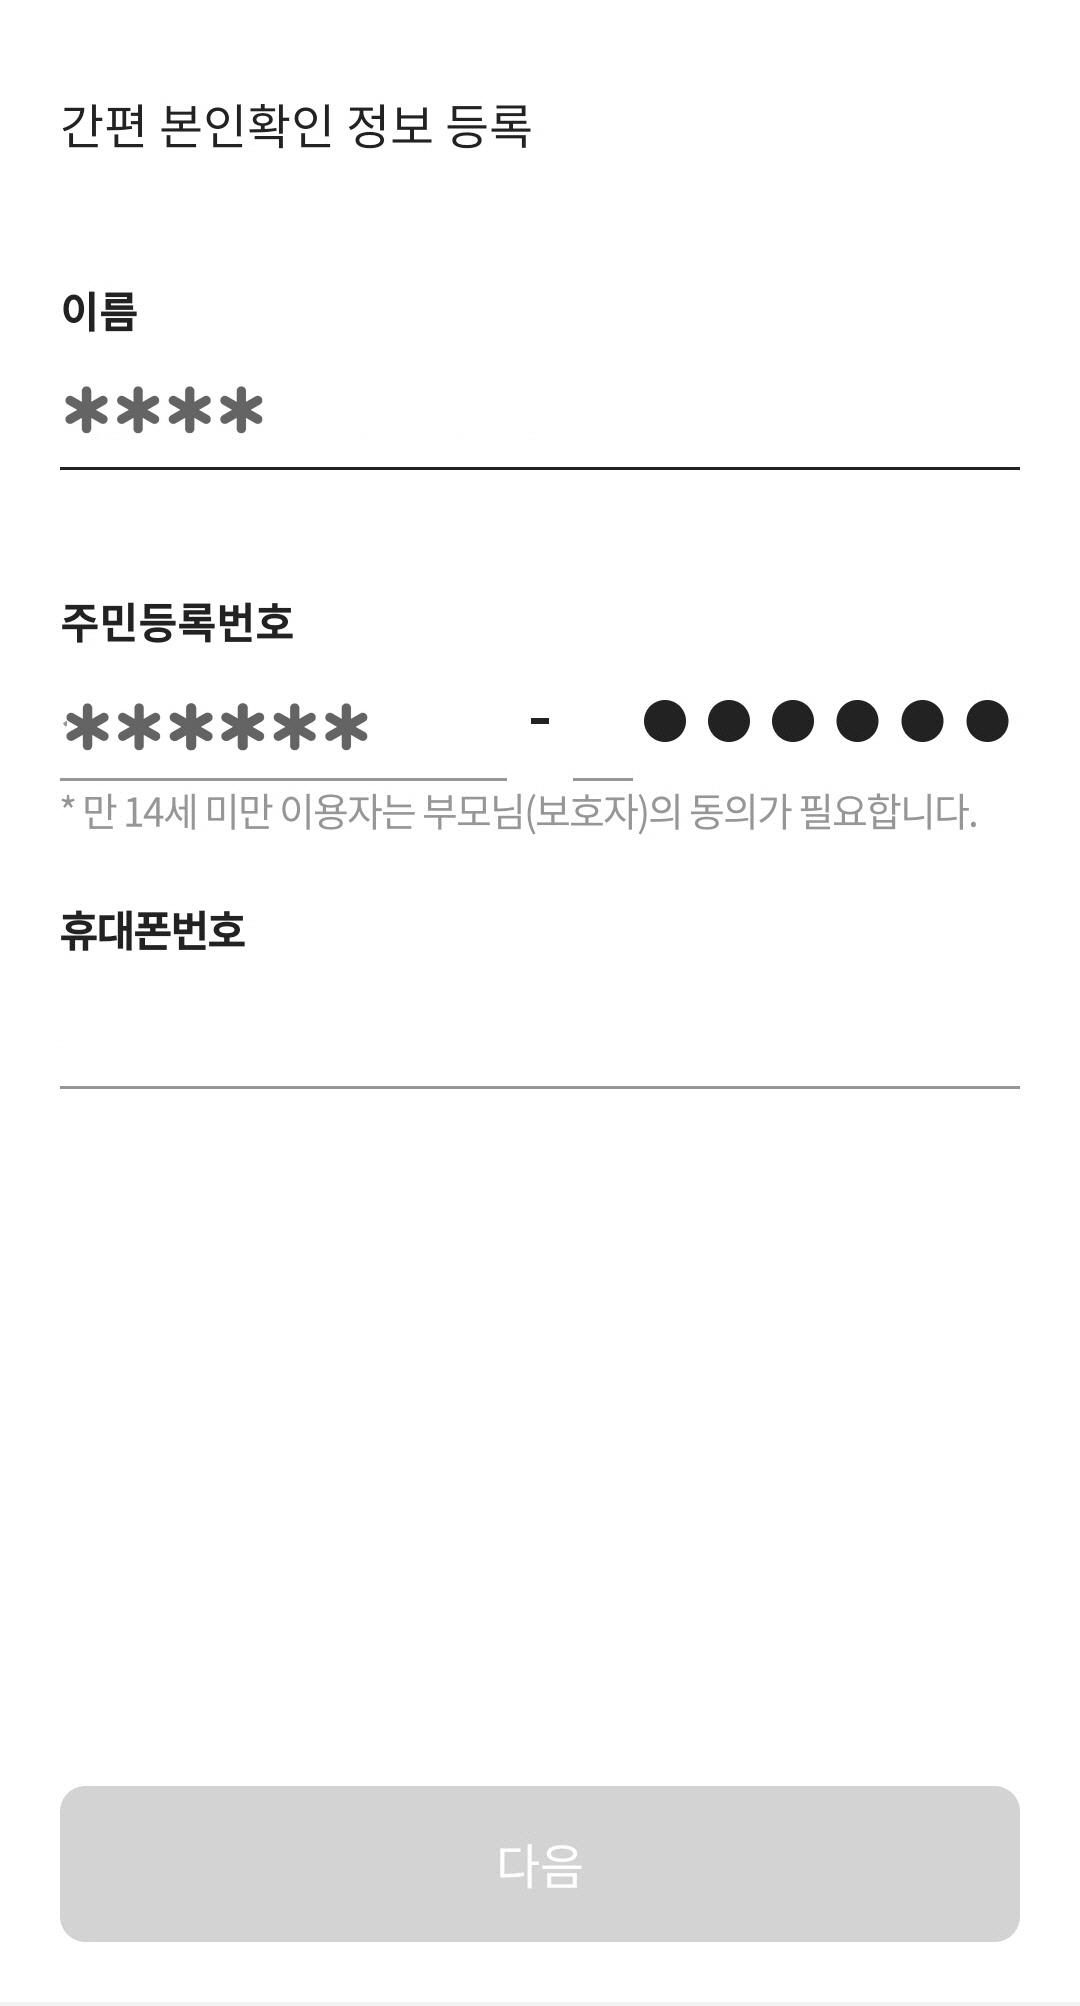 간편 본인확인 정보 등록
이름
****
주민등록번호
****** - ●●●●●●
* 만 14세 미만 이용자는 부모님(보호자)의 동의가 필요합니다.
휴대폰번호
다음